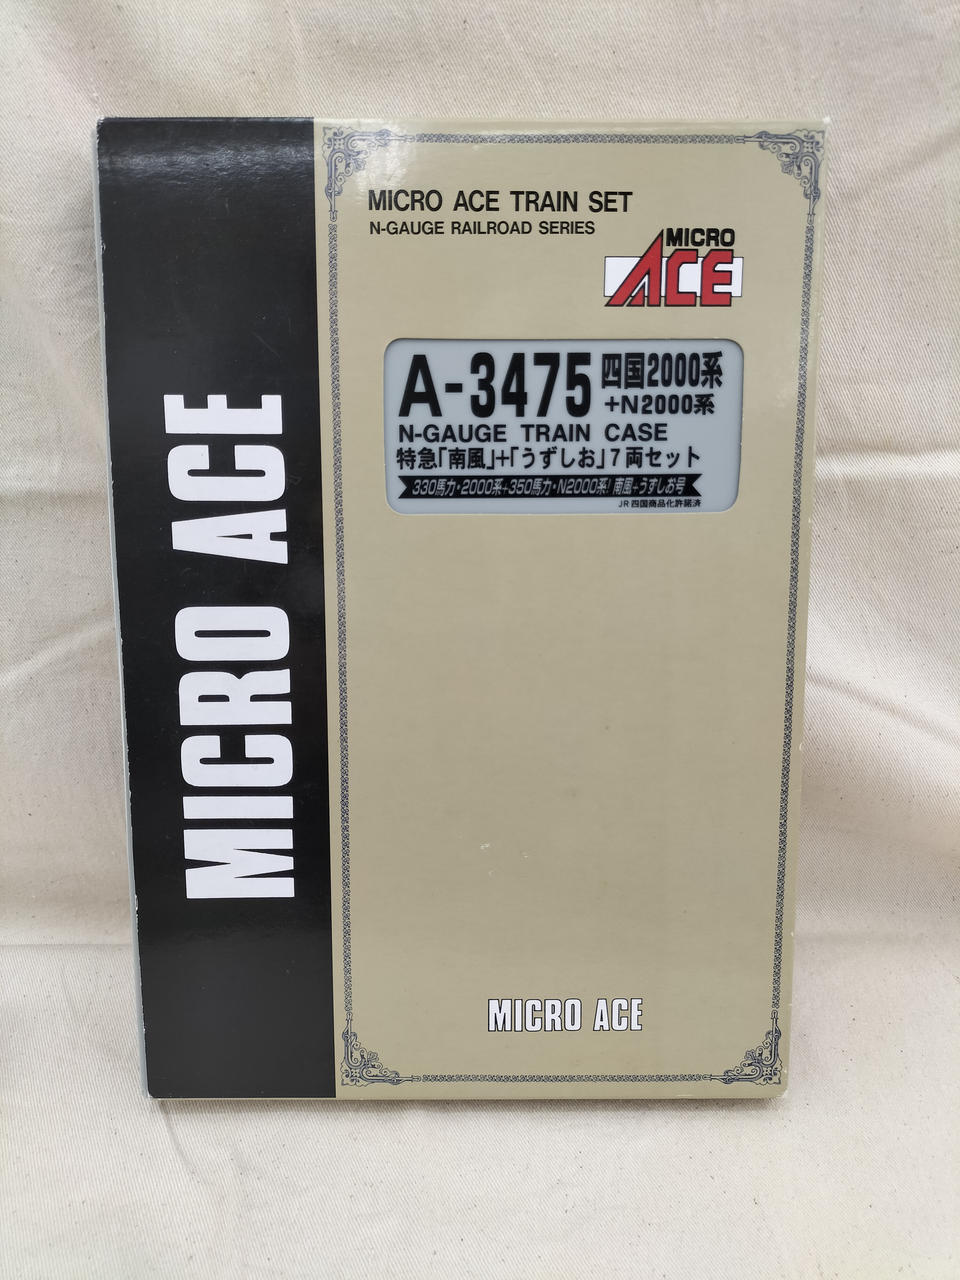 MICRO ACE
MICRO ACE TRAIN SET
N-GAUGE RAILROAD SERIES
MICRO
ACE
A-3475 四国2000系
+N2000系
N-GAUGE TRAIN CASE
特急「南風」+「うずしお」7両セット
330馬力・2000系+350馬力・N2000系! 南風+うずしお号
JR四国商品化許諾済
MICRO ACE